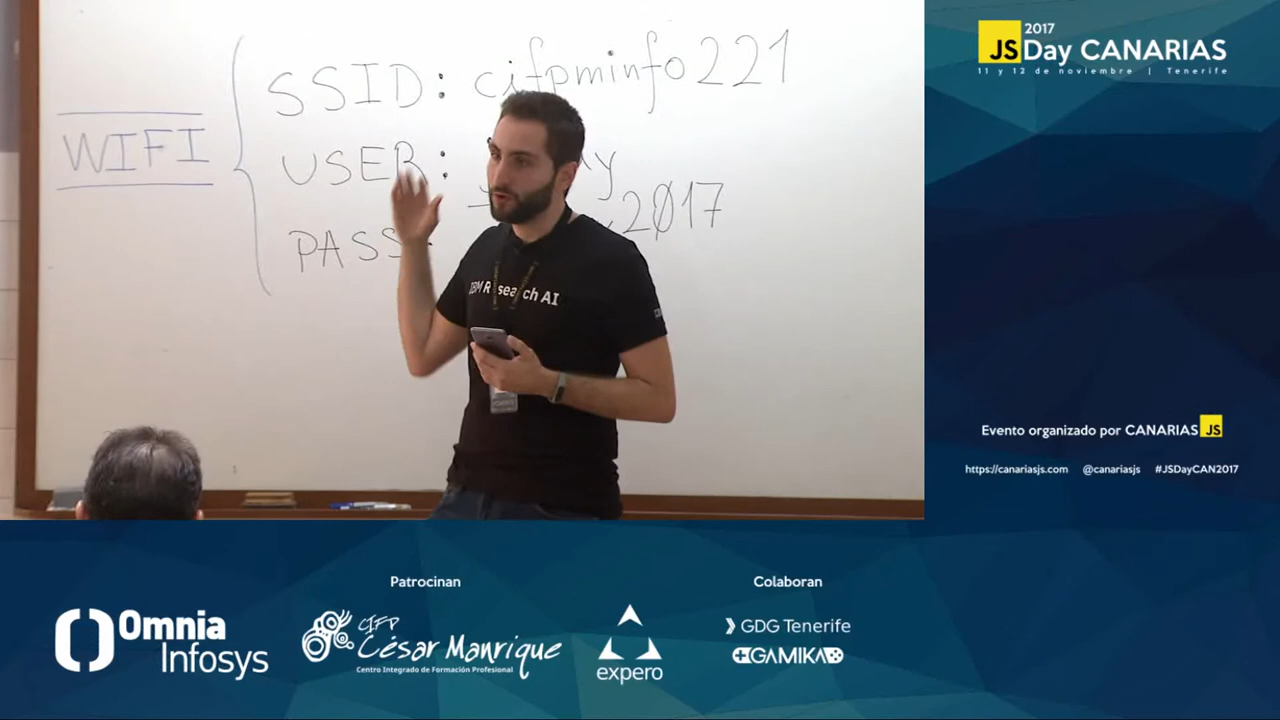 WIFI
SSID: cifpminfo221
USER:
PASS:
2017
IBM Research AI
2017
JSDay CANARIAS
11 y 12 de noviembre | Tenerife
Evento organizado por CANARIAS JS
https://canariasjs.com @canariasjs #JSDayCAN2017
Patrocinan
Colaboran
Omnia
Infosys
CIFP
César Manrique
Centro Integrado de Formación Profesional
expero
GDG Tenerife
GAMIKA